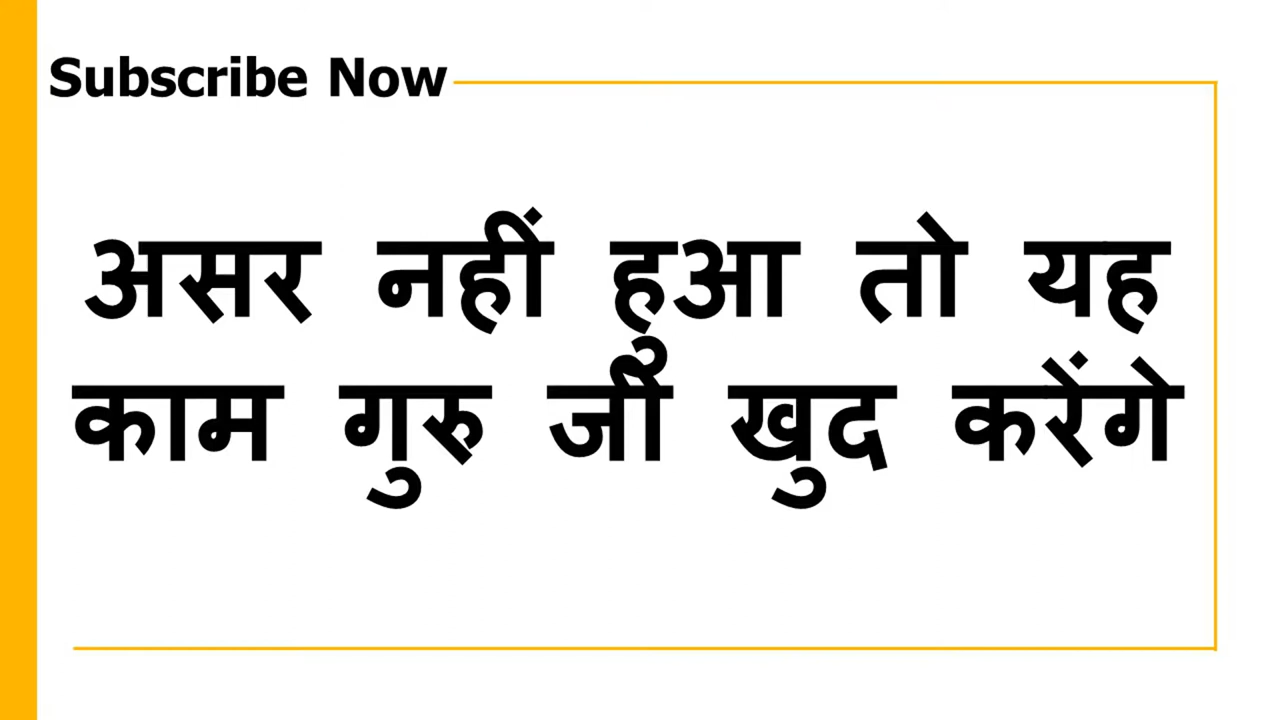 Subscribe Now
असर नहीं हुआ तो यह
काम गुरु जी खुद करेंगे